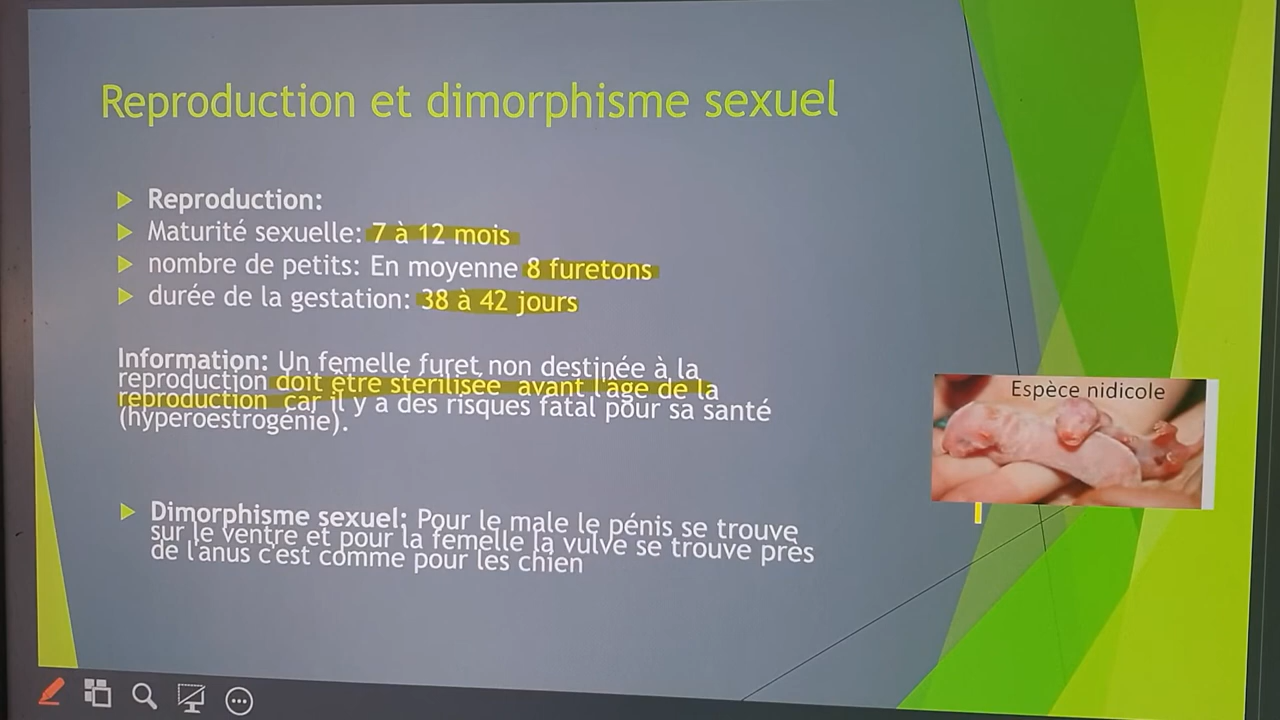 Reproduction et dimorphisme sexuel
Reproduction:
Maturité sexuelle: 7 à 12 mois
nombre de petits: En moyenne 8 furetons
durée de la gestation: 38 à 42 jours
Information: Un femelle furet non destinée à la
reproduction doit être stérilisée avant l'âge de la
reproduction car il y a des risques fatal pour sa santé
(hyperoestrogénie).
Espèce nidicole
Dimorphisme sexuel: Pour le male le pénis se trouve
sur le ventre et pour la femelle la vulve se trouve près
de l'anus c'est comme pour les chien